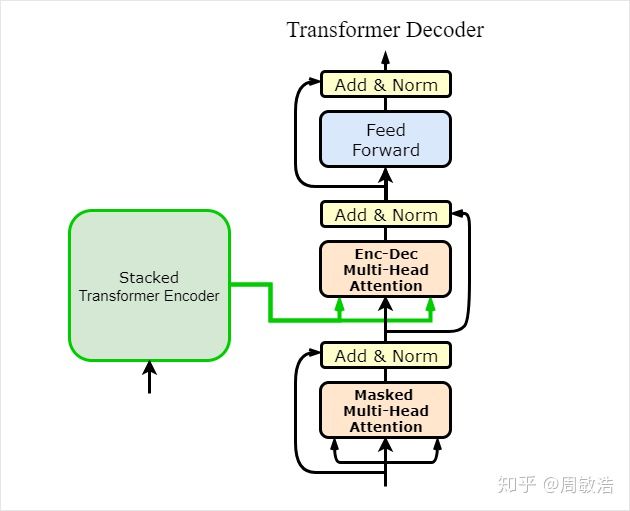 Transformer Decoder
Add & Norm
Feed
Forward
Add & Norm
Enc-Dec
Multi-Head
Attention
Stacked
Transformer Encoder
Add & Norm
Masked
Multi-Head
Attention
知乎 @周敏浩